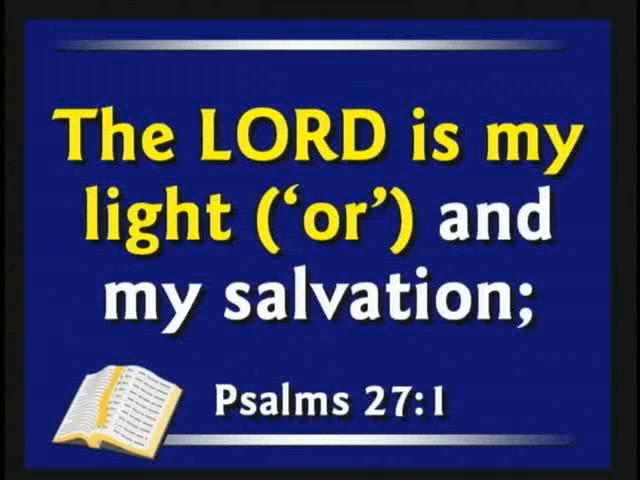 The LORD is my
light (‘or’) and
my salvation;
Psalms 27:1